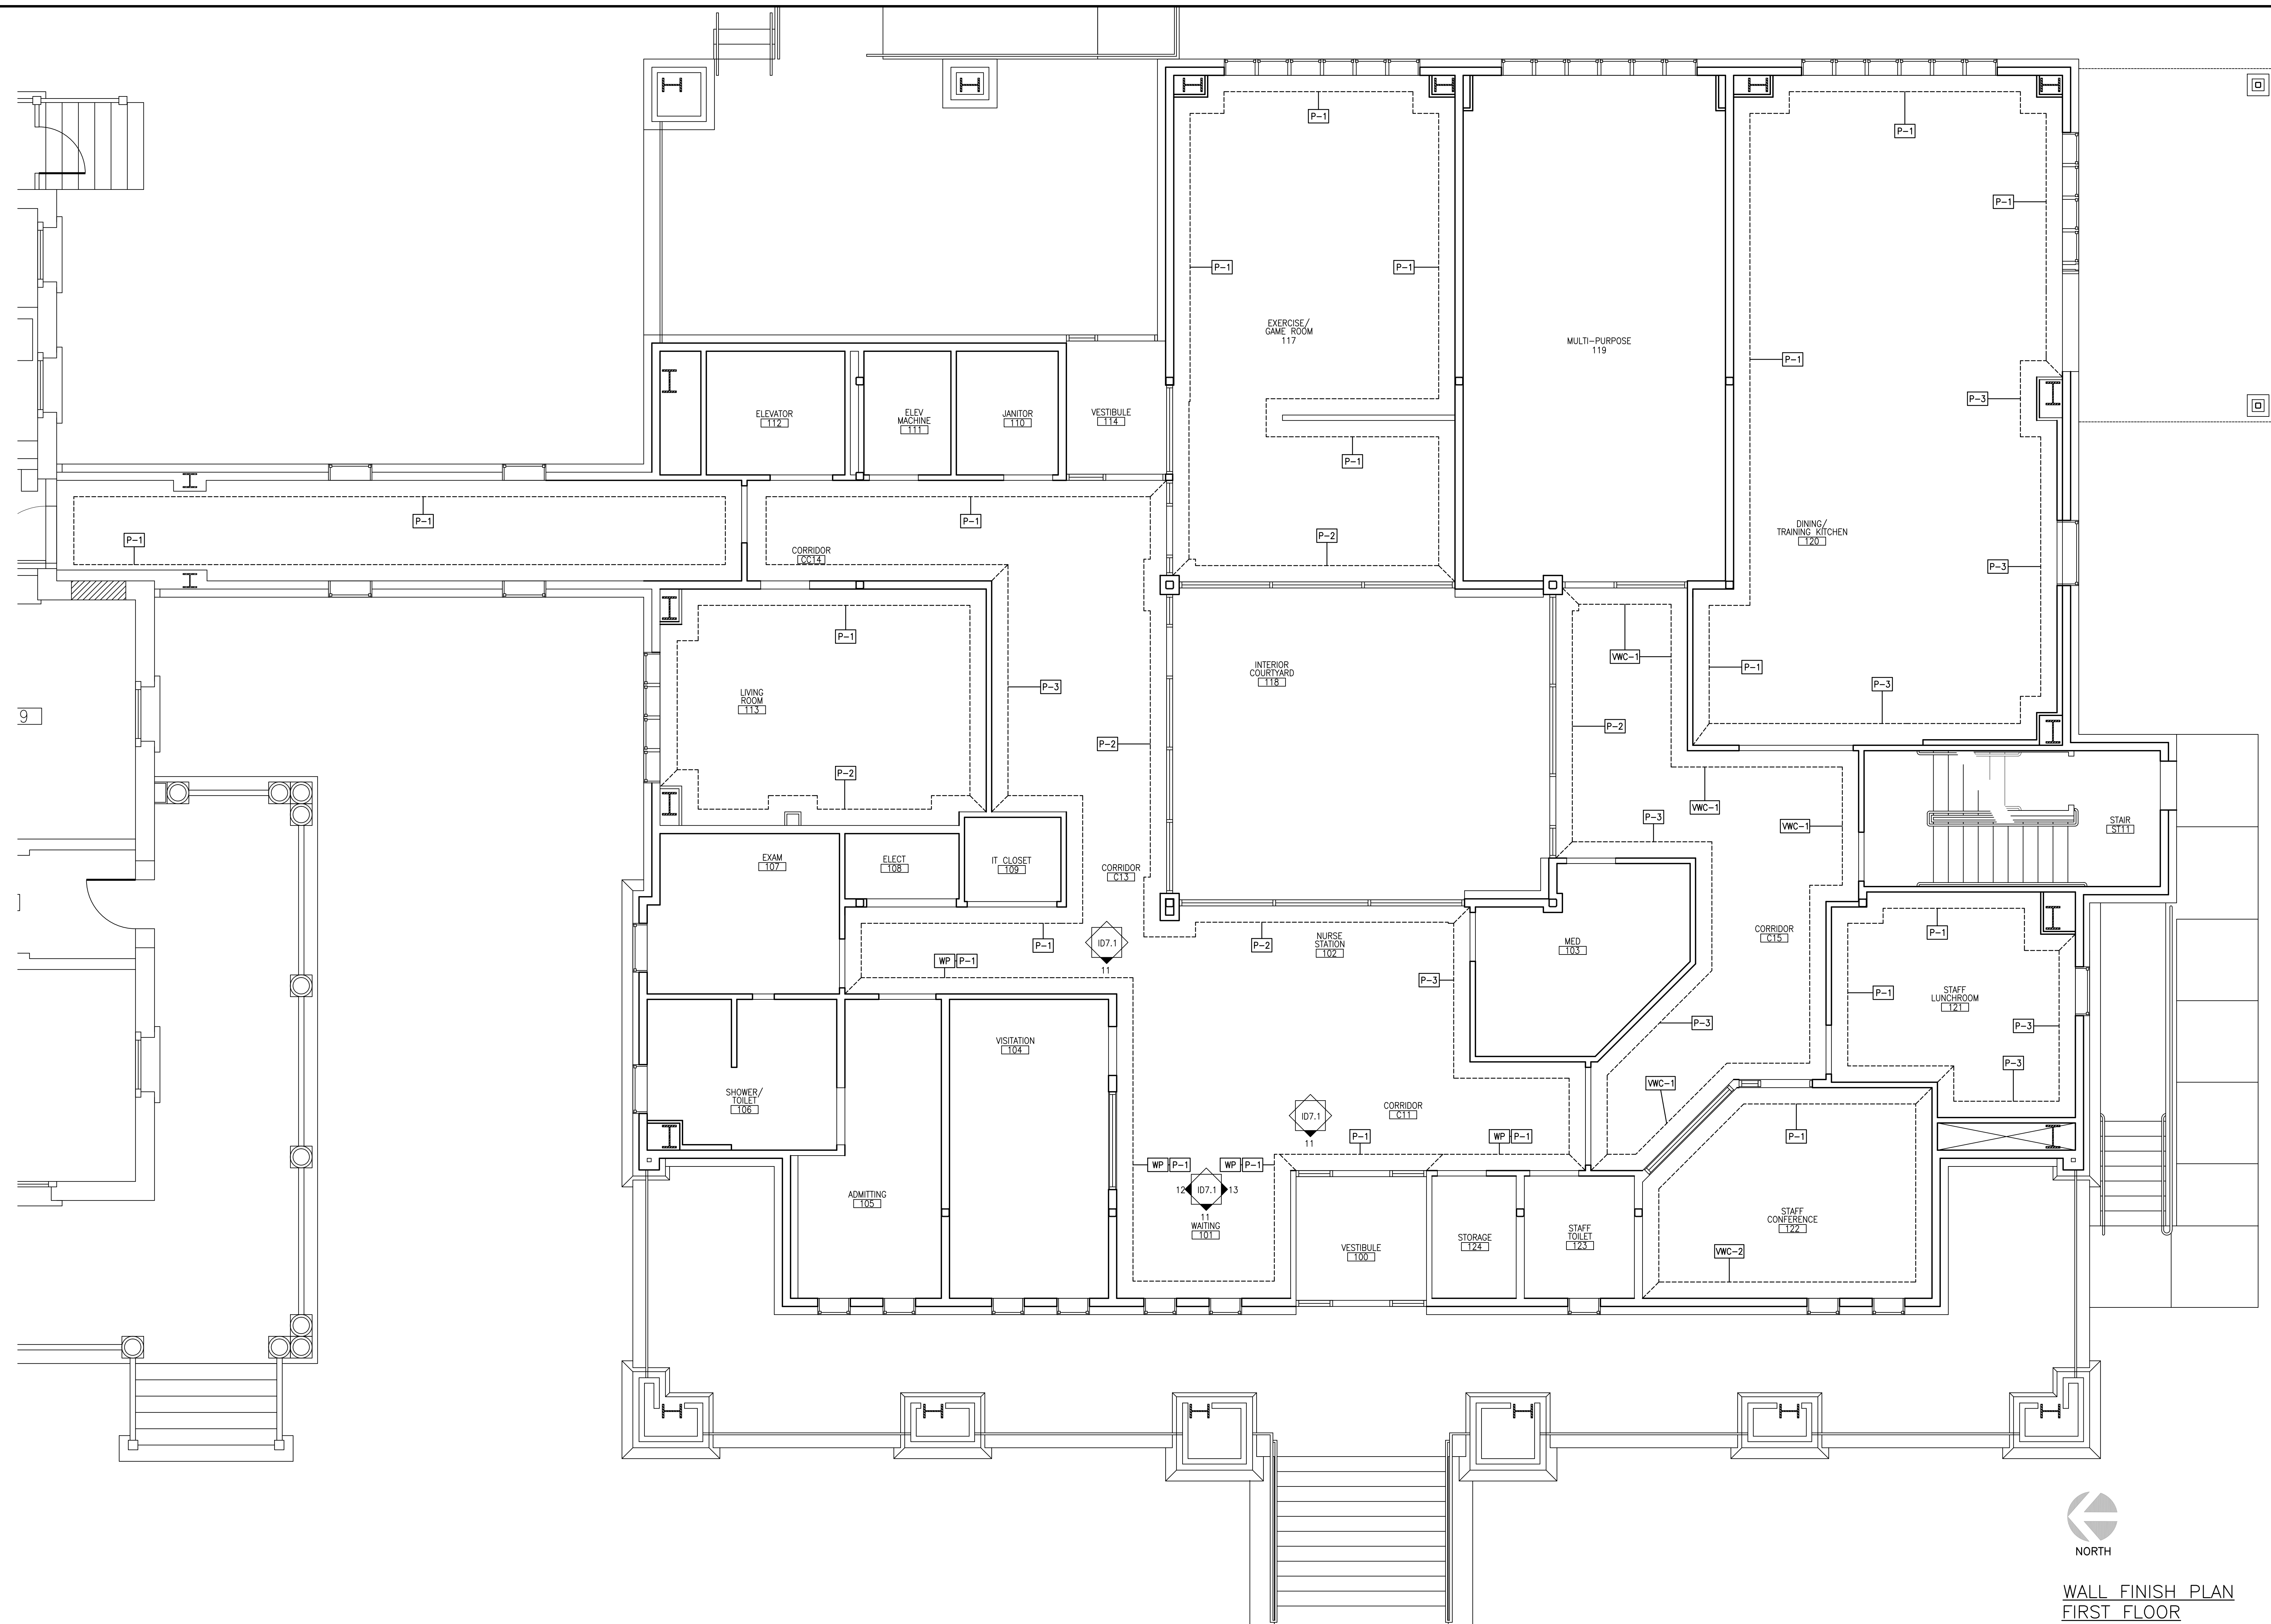 P-1
P-1
P-1
P-1
P-1
EXERCISE/
GAME ROOM
117
MULTI-PURPOSE
119
P-1
P-3
ELEVATOR
112
ELEV
MACHINE
111
JANITOR
110
VESTIBULE
114
P-1
P-1
P-1
P-1
P-2
DINING/
TRAINING KITCHEN
120
CORRIDOR
CC14
P-3
P-1
VWC-1
P-1
INTERIOR
COURTYARD
118
P-3
P-3
LIVING
ROOM
113
9
P-2
P-2
P-2
VWC-1
P-3
VWC-1
STAIR
ST11
EXAM
107
ELECT
108
IT CLOSET
109
CORRIDOR
C13
P-1
ID7.1
11
P-2
NURSE
STATION
102
MED
103
CORRIDOR
C15
P-1
WP P-1
P-3
P-1
STAFF
LUNCHROOM
121
P-3
P-3
VISITATION
104
P-3
SHOWER/
TOILET
106
VWC-1
CORRIDOR
C11
ID7.1
11
P-1
WP P-1
P-1
WP P-1
WP P-1
12 ID7.1 13
11
WAITING
101
ADMITTING
105
STAFF
CONFERENCE
122
STORAGE
124
STAFF
TOILET
123
VESTIBULE
100
VWC-2
NORTH
WALL FINISH PLAN
FIRST FLOOR